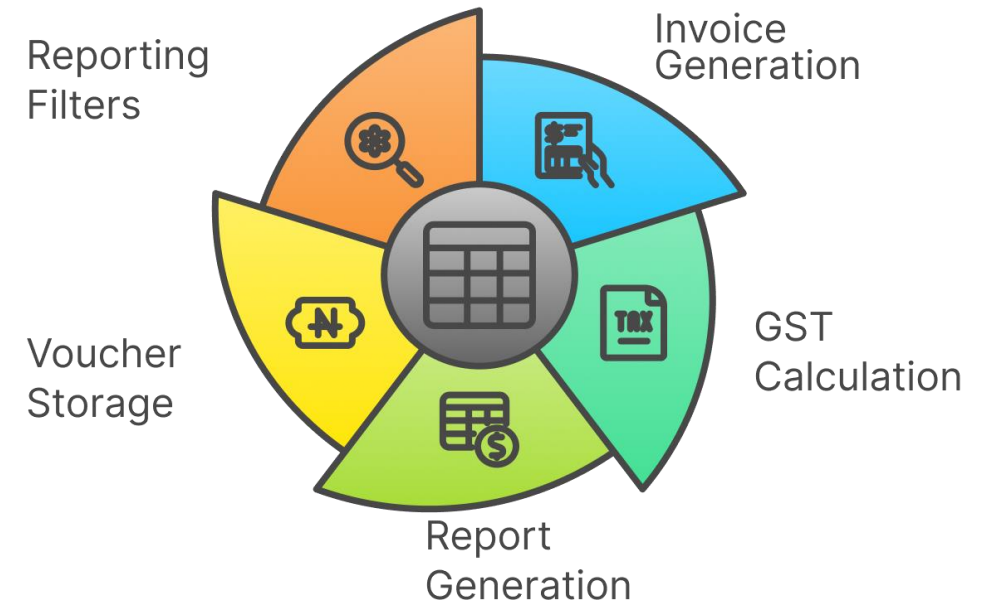 Reporting
Filters
Invoice
Generation
$
TAX
GST
Calculation
N
Voucher
Storage
$
Report
Generation